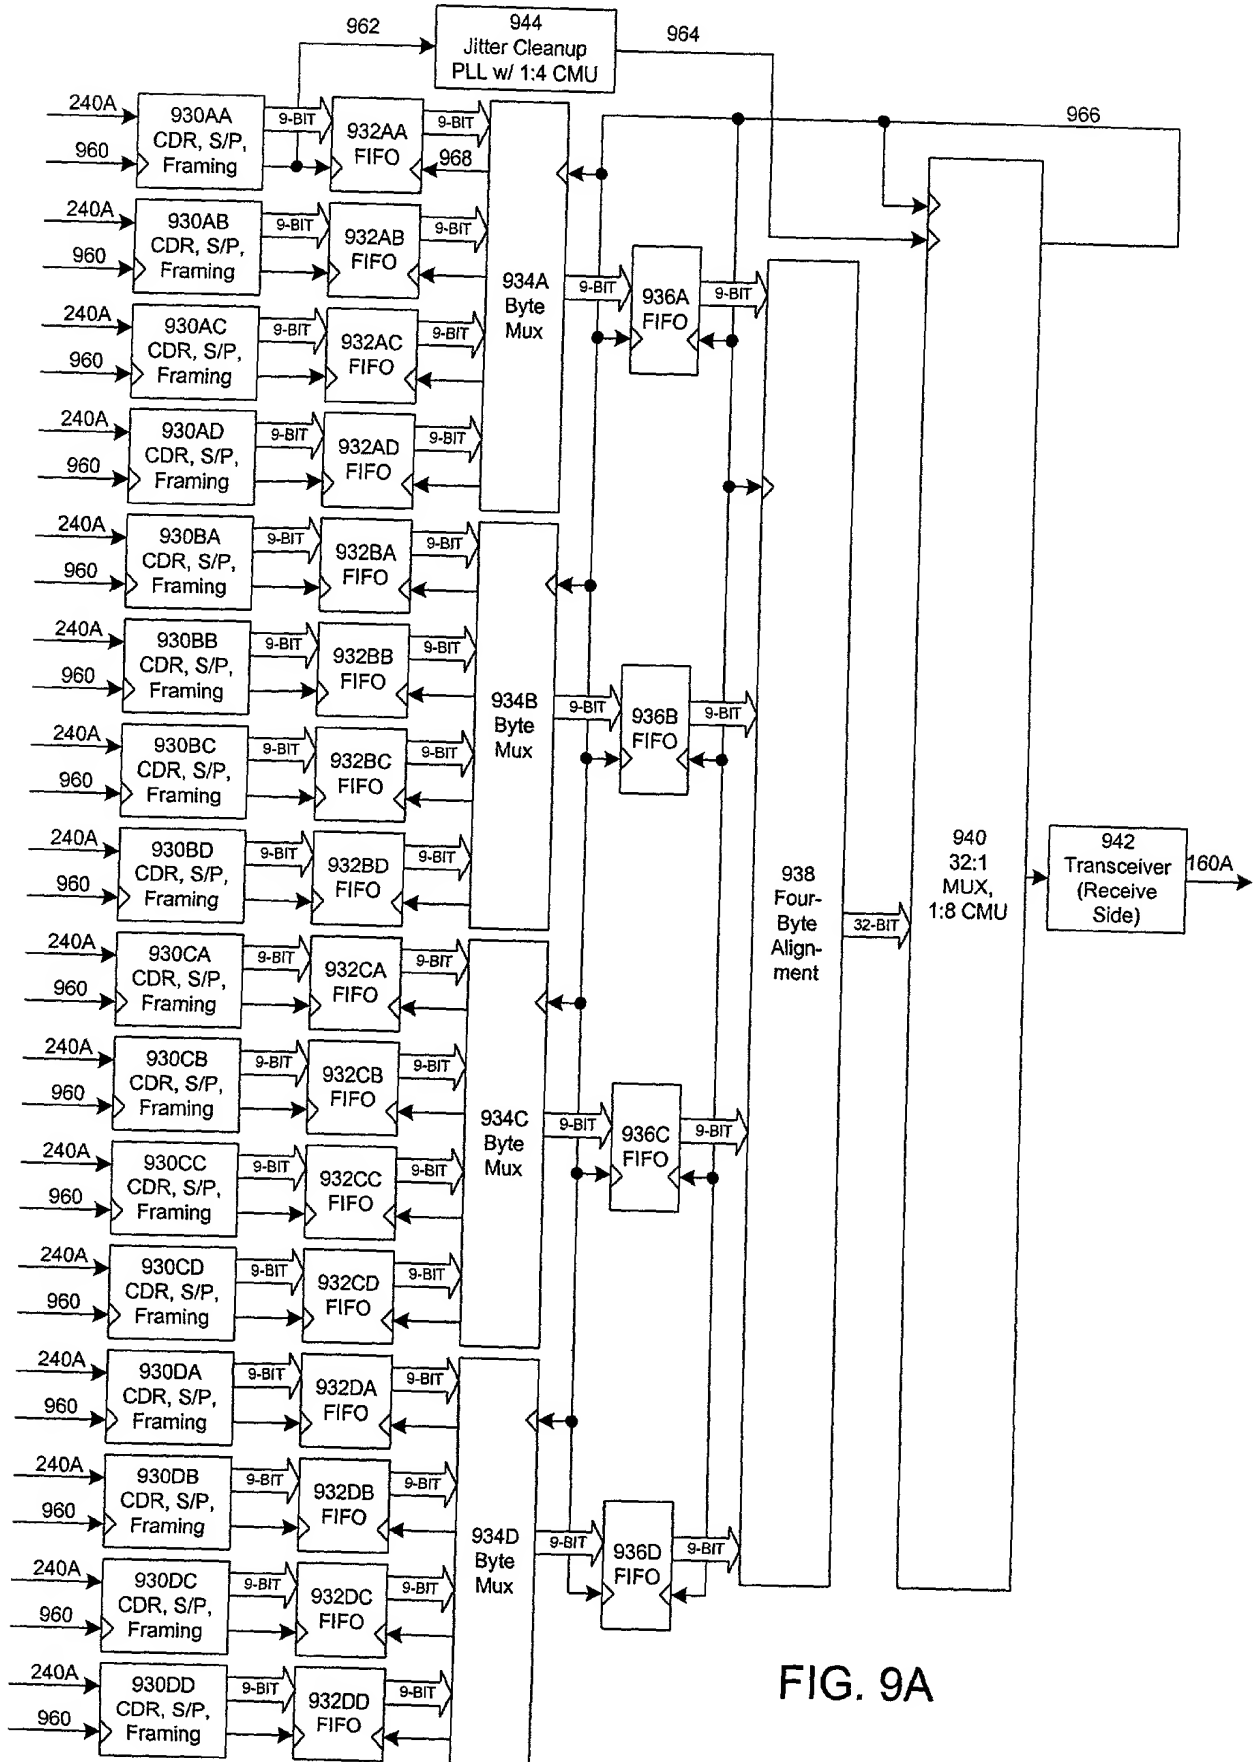 962
944
Jitter Cleanup
PLL w/ 1:4 CMU
964
966
240A
960
930AA
CDR, S/P,
Framing
9-BIT
932AA
FIFO
9-BIT
968
240A
960
930AB
CDR, S/P,
Framing
9-BIT
932AB
FIFO
9-BIT
240A
960
930AC
CDR, S/P,
Framing
9-BIT
932AC
FIFO
9-BIT
240A
960
930AD
CDR, S/P,
Framing
9-BIT
932AD
FIFO
9-BIT
934A
Byte
Mux
9-BIT
936A
FIFO
9-BIT
240A
960
930BA
CDR, S/P,
Framing
9-BIT
932BA
FIFO
9-BIT
240A
960
930BB
CDR, S/P,
Framing
9-BIT
932BB
FIFO
9-BIT
240A
960
930BC
CDR, S/P,
Framing
9-BIT
932BC
FIFO
9-BIT
240A
960
930BD
CDR, S/P,
Framing
9-BIT
932BD
FIFO
9-BIT
934B
Byte
Mux
9-BIT
936B
FIFO
9-BIT
240A
960
930CA
CDR, S/P,
Framing
9-BIT
932CA
FIFO
9-BIT
240A
960
930CB
CDR, S/P,
Framing
9-BIT
932CB
FIFO
9-BIT
240A
960
930CC
CDR, S/P,
Framing
9-BIT
932CC
FIFO
9-BIT
240A
960
930CD
CDR, S/P,
Framing
9-BIT
932CD
FIFO
9-BIT
934C
Byte
Mux
9-BIT
936C
FIFO
9-BIT
240A
960
930DA
CDR, S/P,
Framing
9-BIT
932DA
FIFO
9-BIT
240A
960
930DB
CDR, S/P,
Framing
9-BIT
932DB
FIFO
9-BIT
240A
960
930DC
CDR, S/P,
Framing
9-BIT
932DC
FIFO
9-BIT
240A
960
930DD
CDR, S/P,
Framing
9-BIT
932DD
FIFO
9-BIT
934D
Byte
Mux
9-BIT
936D
FIFO
9-BIT
938
Four-
Byte
Align-
ment
32-BIT
940
32:1
MUX,
1:8 CMU
942
Transceiver
(Receive
Side)
160A
FIG. 9A